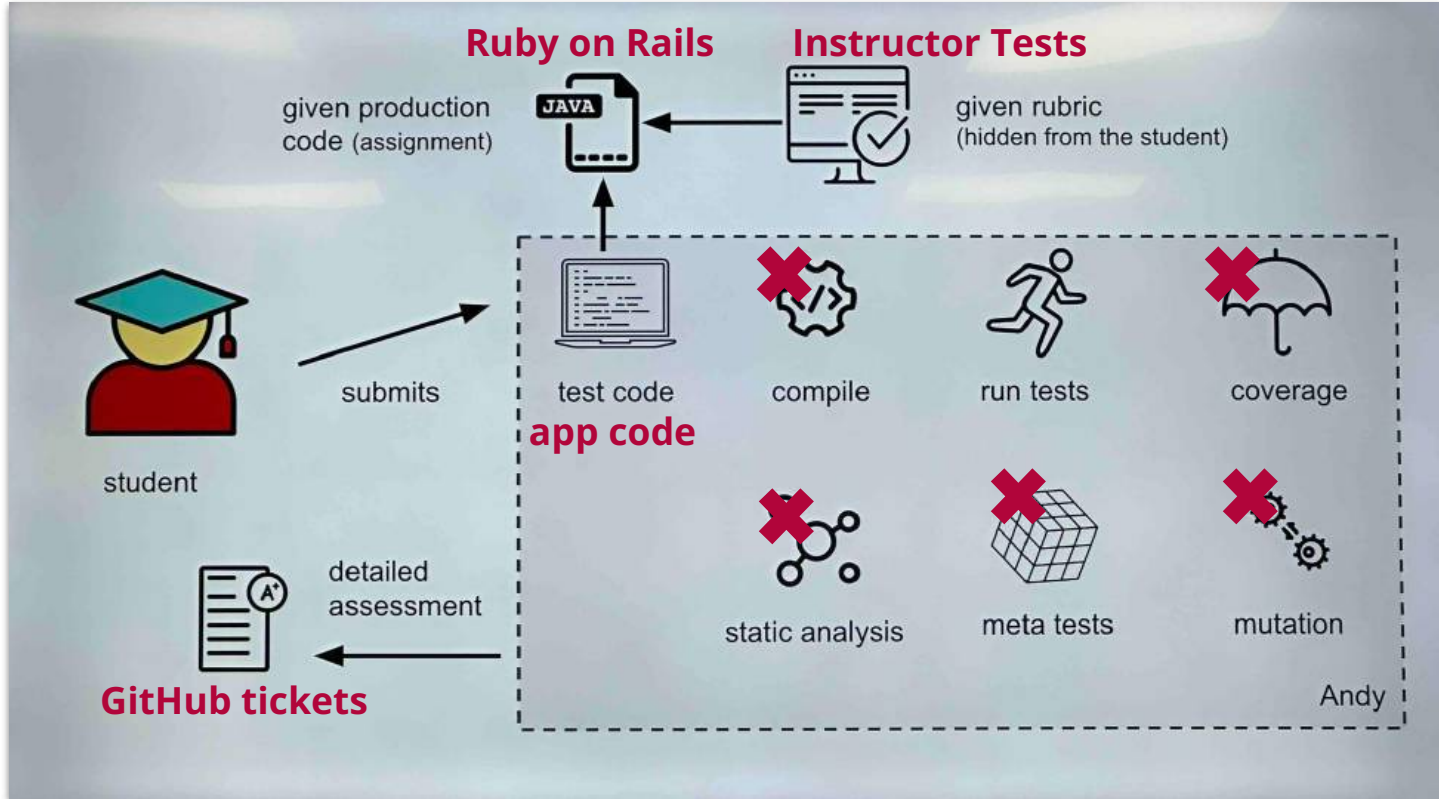 Ruby on Rails
Instructor Tests
given production
code (assignment)
JAVA
given rubric
(hidden from the student)
submits
test code
app code
compile
run tests
coverage
student
detailed
assessment
A+
static analysis
meta tests
mutation
GitHub tickets
Andy